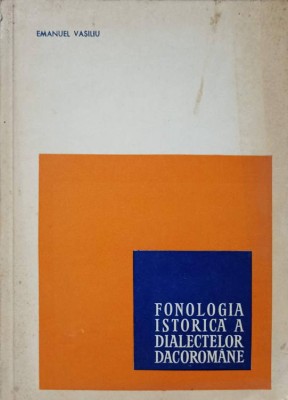 EMANUEL VASILIU
FONOLOGIA
ISTORICĂ A
DIALECTELOR
DACOROMÂNE